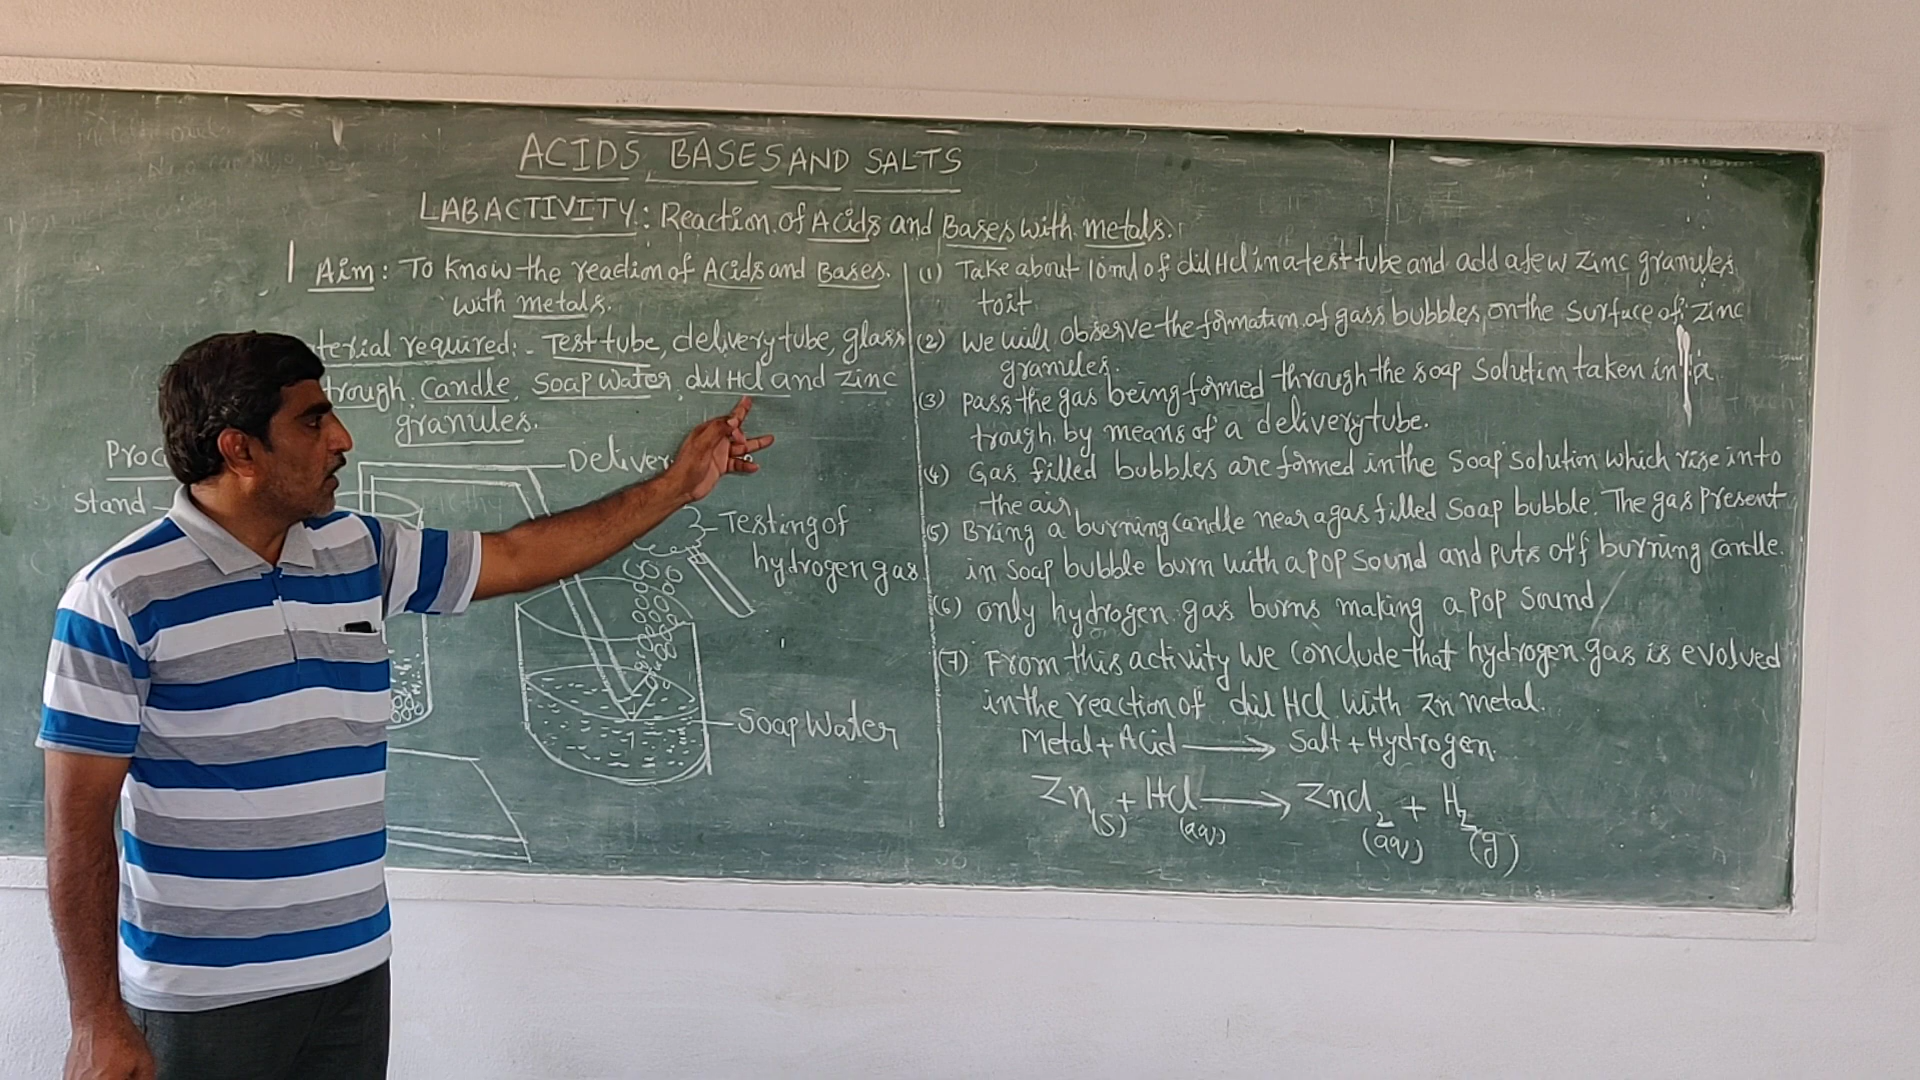 ACIDS, BASES AND SALTS
LAB ACTIVITY: Reaction of Acids and Bases with metals.
Aim: To know the reaction of Acids and Bases.
with metals.
terial required:- Test tube, delivery tube, glass
trough, Candle, Soap Water, dil Hcl and Zinc
granules.
Proc
Stand
Deliver
Testing of
hydrogen gas
Soap Water
(1) Take about 10ml of dil Hcl in a test tube and add a few Zinc granules
to it.
(2) We will observe the formation of gass bubbles, on the surface of Zinc
granules.
(3) pass the gas being formed through the soap solution taken in a
trough by means of a delivery tube.
(4) Gas filled bubbles are formed in the Soap Solution which rise into
the air,
(5) Bring a burning candle near a gas filled soap bubble. The gas present
in soap bubble burn with a pop sound and puts off burning candle.
(6) only hydrogen gas burns making a pop sound
(7) From this activity we conclude that hydrogen gas is evolved
in the reaction of dil Hcl with Zn metal.
Metal + Acid ⟶ Salt + Hydrogen.
Zn(s) + Hcl(aq) ⟶ Zncl₂(aq) + H₂(g)